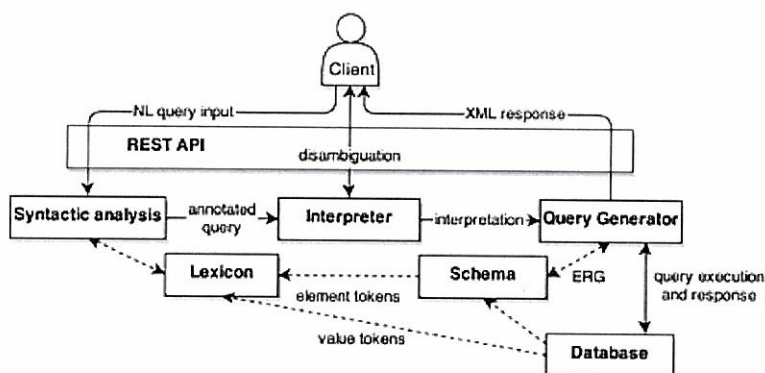 Client
NL query input
XML response
REST API
disambiguation
Syntactic analysis
annotated
query
Interpreter
interpretation
Query Generator
Lexicon
Schema
ERG
query execution
and response
element tokens
value tokens
Database